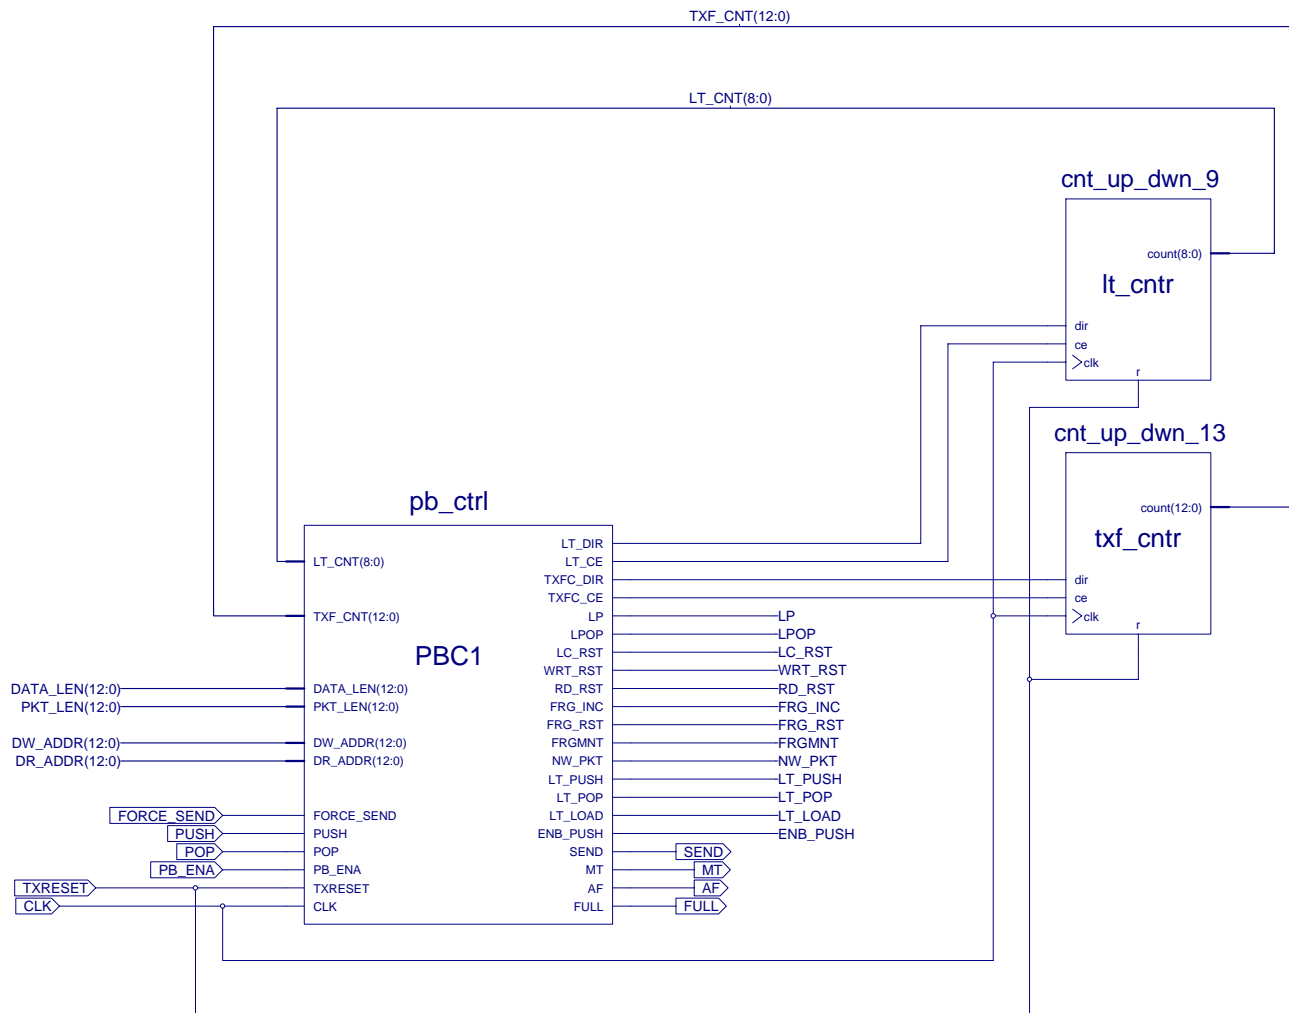 TXF_CNT(12:0)
LT_CNT(8:0)
cnt_up_dwn_9
count(8:0)
lt_cntr
dir
ce
clk
r
cnt_up_dwn_13
count(12:0)
txf_cntr
dir
ce
clk
r
pb_ctrl
PBC1
LT_CNT(8:0)
TXF_CNT(12:0)
DATA_LEN(12:0) DATA_LEN(12:0)
PKT_LEN(12:0) PKT_LEN(12:0)
DW_ADDR(12:0) DW_ADDR(12:0)
DR_ADDR(12:0) DR_ADDR(12:0)
FORCE_SEND FORCE_SEND
PUSH PUSH
POP POP
PB_ENA PB_ENA
TXRESET TXRESET
CLK CLK
LT_DIR
LT_CE
TXFC_DIR
TXFC_CE
LP LP
LPOP LPOP
LC_RST LC_RST
WRT_RST WRT_RST
RD_RST RD_RST
FRG_INC FRG_INC
FRG_RST FRG_RST
FRGMNT FRGMNT
NW_PKT NW_PKT
LT_PUSH LT_PUSH
LT_POP LT_POP
LT_LOAD LT_LOAD
ENB_PUSH ENB_PUSH
SEND SEND
MT MT
AF AF
FULL FULL